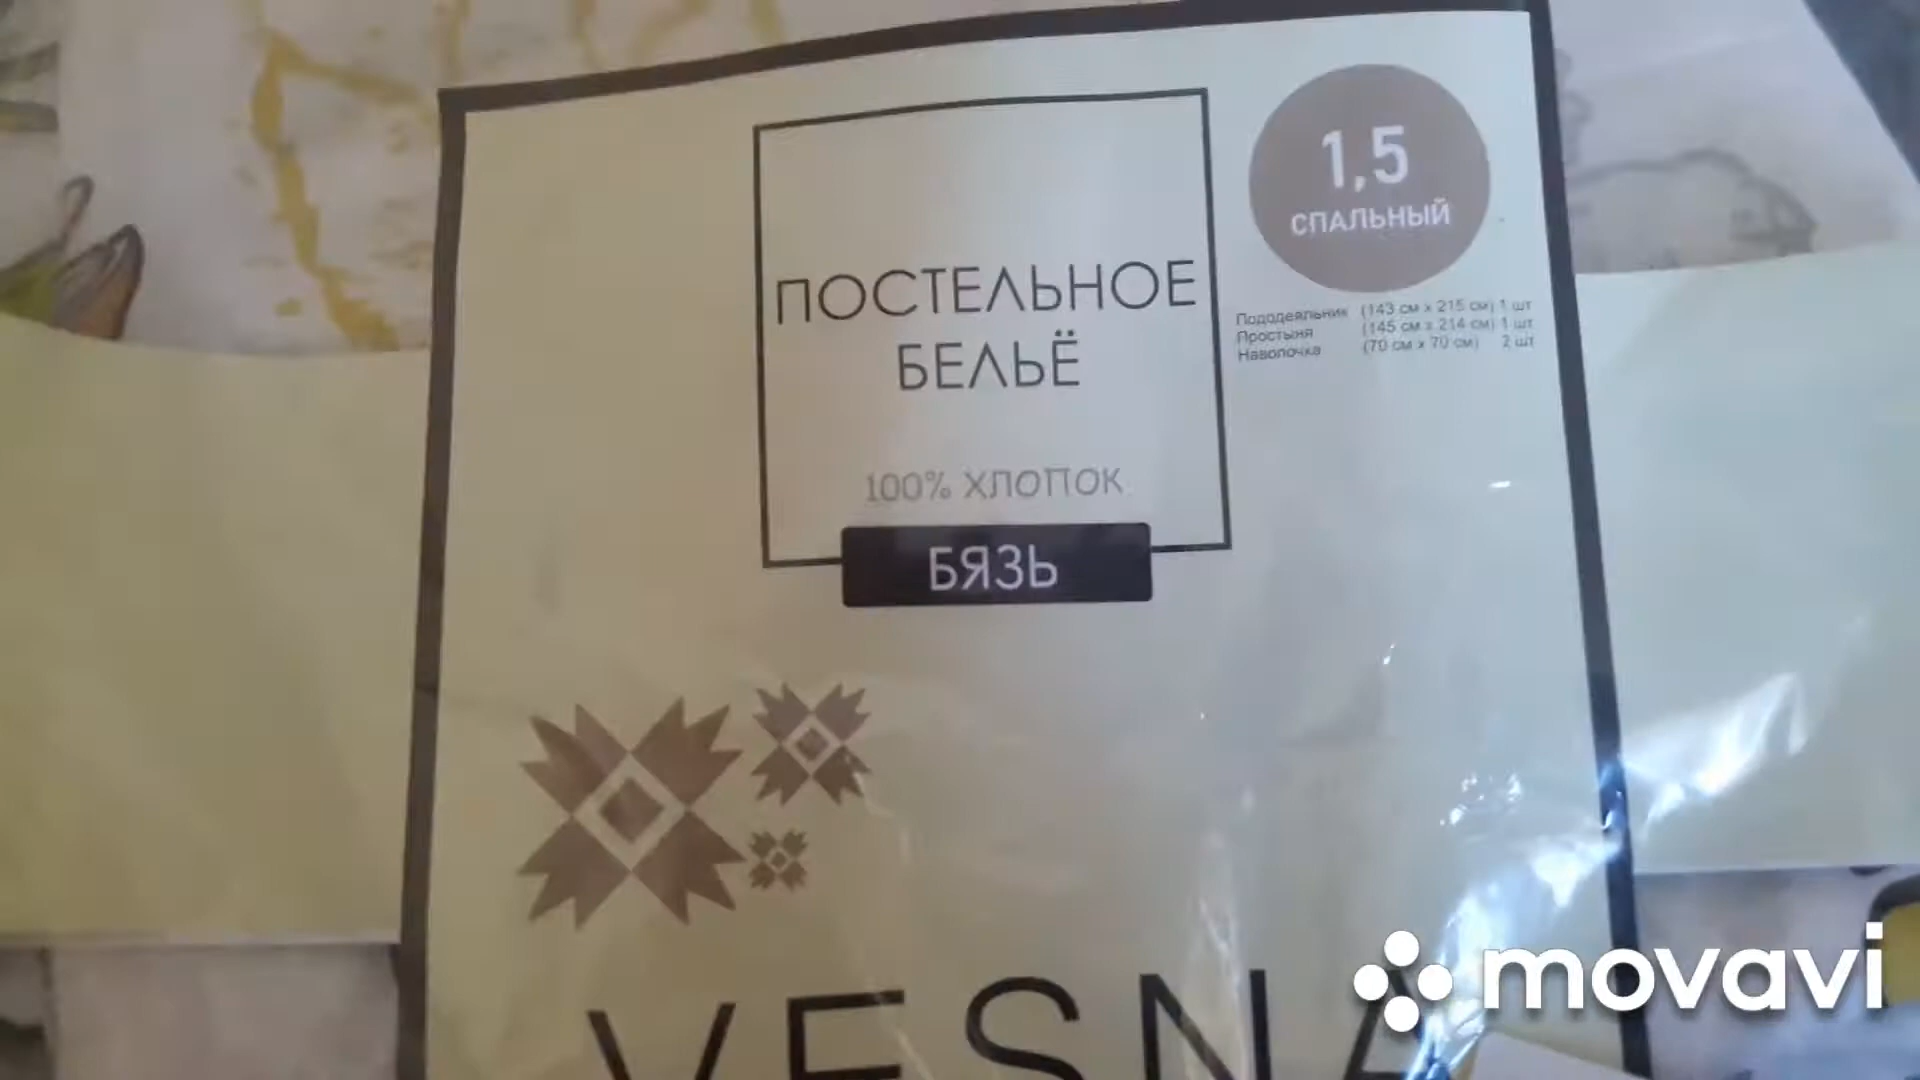 1,5
СПАЛЬНЫЙ
Пододеяльник (143 см х 215 см) 1 шт
Простыня (145 см х 214 см) 1 шт
Наволочка (70 см х 70 см) 2 шт
ПОСТЕЛЬНОЕ
БЕЛЬЁ
100% ХЛОПОК
БЯЗЬ
VESNA
movavi